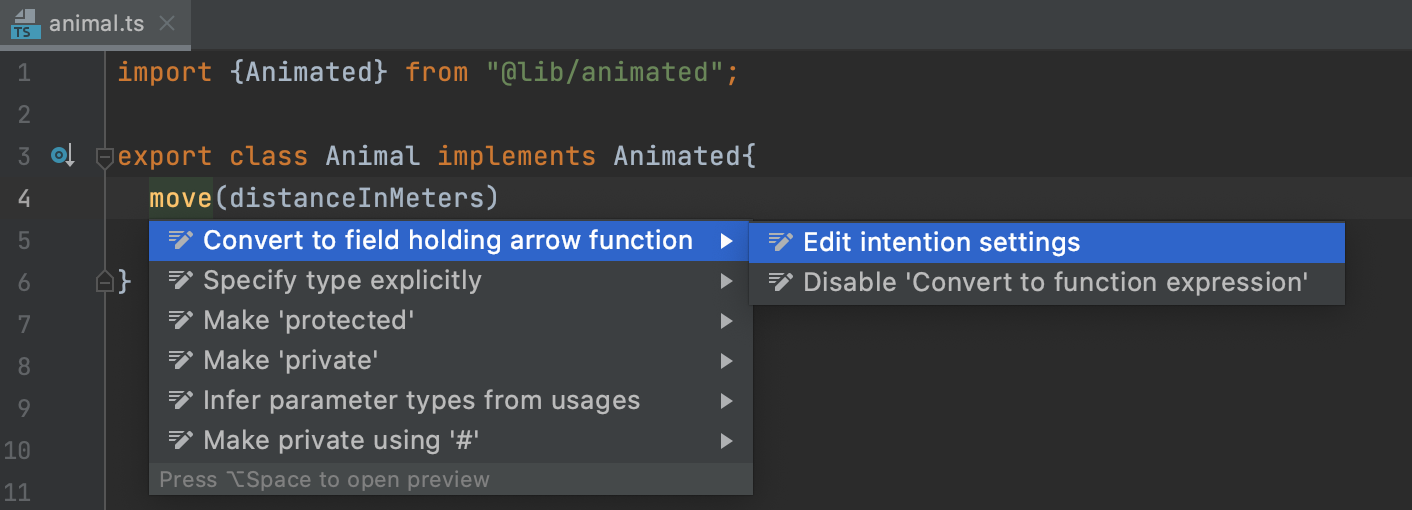 TS animal.ts
1 import {Animated} from "@lib/animated";
2
3 export class Animal implements Animated{
4 move(distanceInMeters)
5 Convert to field holding arrow function Edit intention settings
Specify type explicitly Disable 'Convert to function expression'
6 }
7 Make 'protected'
8 Make 'private'
9 Infer parameter types from usages
10 Make private using '#'
11 Press ⌥Space to open preview